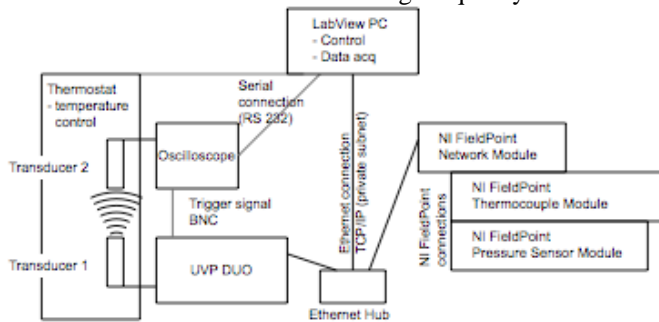 LabView PC
- Control
- Data acq
Thermostat
- temperature
control
Serial
connection
(RS 232)
Transducer 2
Oscilloscope
Ethernet connection
TCP/IP (private subnet)
NI FieldPoint
Network Module
NI FieldPoint
connections
NI FieldPoint
Thermocouple Module
Trigger signal
BNC
NI FieldPoint
Pressure Sensor Module
Transducer 1
UVP DUO
Ethernet Hub